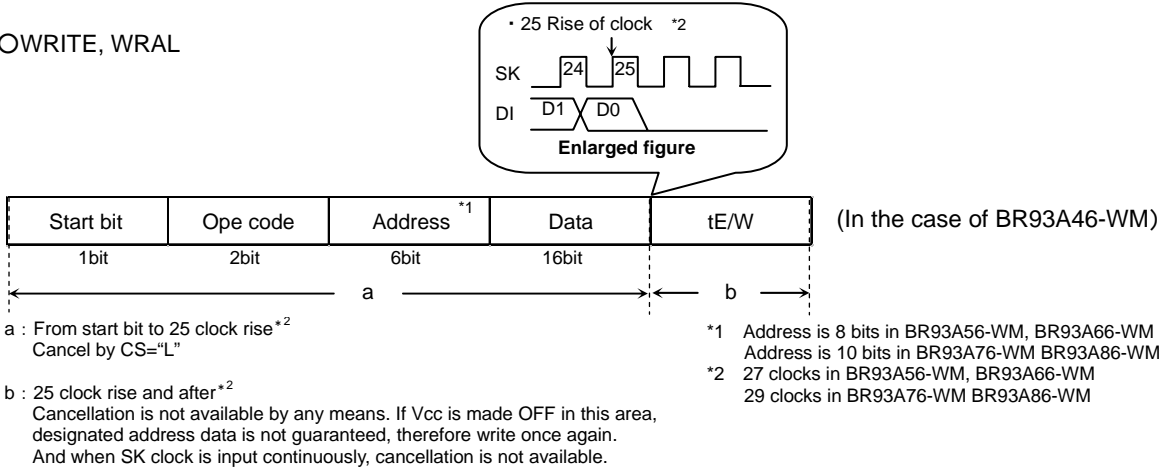 ・25 Rise of clock *2
○WRITE, WRAL
SK 24 25
DI D1 D0
Enlarged figure
Start bit Ope code Address *1 Data tE/W (In the case of BR93A46-WM)
1bit 2bit 6bit 16bit
a b
a : From start bit to 25 clock rise*2
Cancel by CS=“L”
b : 25 clock rise and after*2
Cancellation is not available by any means. If Vcc is made OFF in this area,
designated address data is not guaranteed, therefore write once again.
And when SK clock is input continuously, cancellation is not available.
*1 Address is 8 bits in BR93A56-WM, BR93A66-WM
Address is 10 bits in BR93A76-WM BR93A86-WM
*2 27 clocks in BR93A56-WM, BR93A66-WM
29 clocks in BR93A76-WM BR93A86-WM